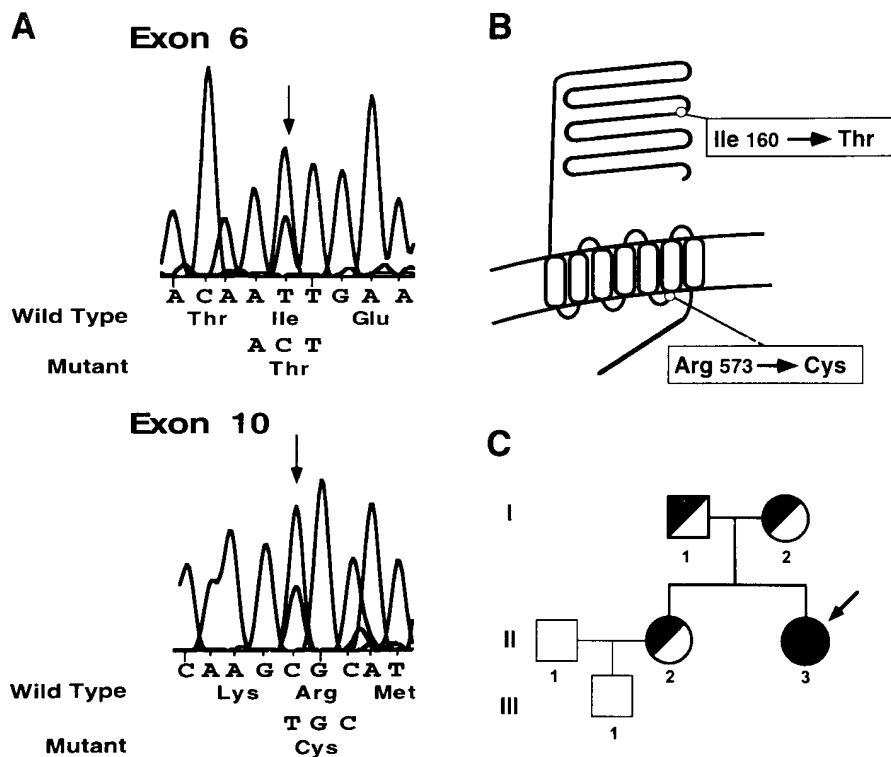 A
Exon 6
A C A A T T G A A
Wild Type
Thr Ile Glu
A C T
Mutant
Thr
Exon 10
C A A G C G C A T
Wild Type
Lys Arg Met
T G C
Mutant
Cys
B
Ile 160 → Thr
Arg 573 → Cys
C
I
1 2
II
1 2 3
III
1